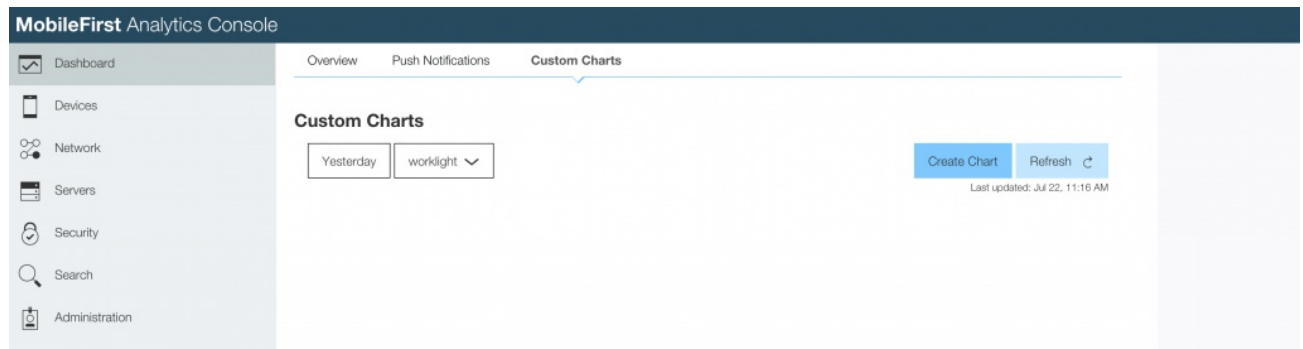 MobileFirst Analytics Console
Dashboard
Overview Push Notifications Custom Charts
Devices
Custom Charts
Network
Yesterday worklight Create Chart Refresh
Servers
Last updated: Jul 22, 11:16 AM
Security
Search
Administration